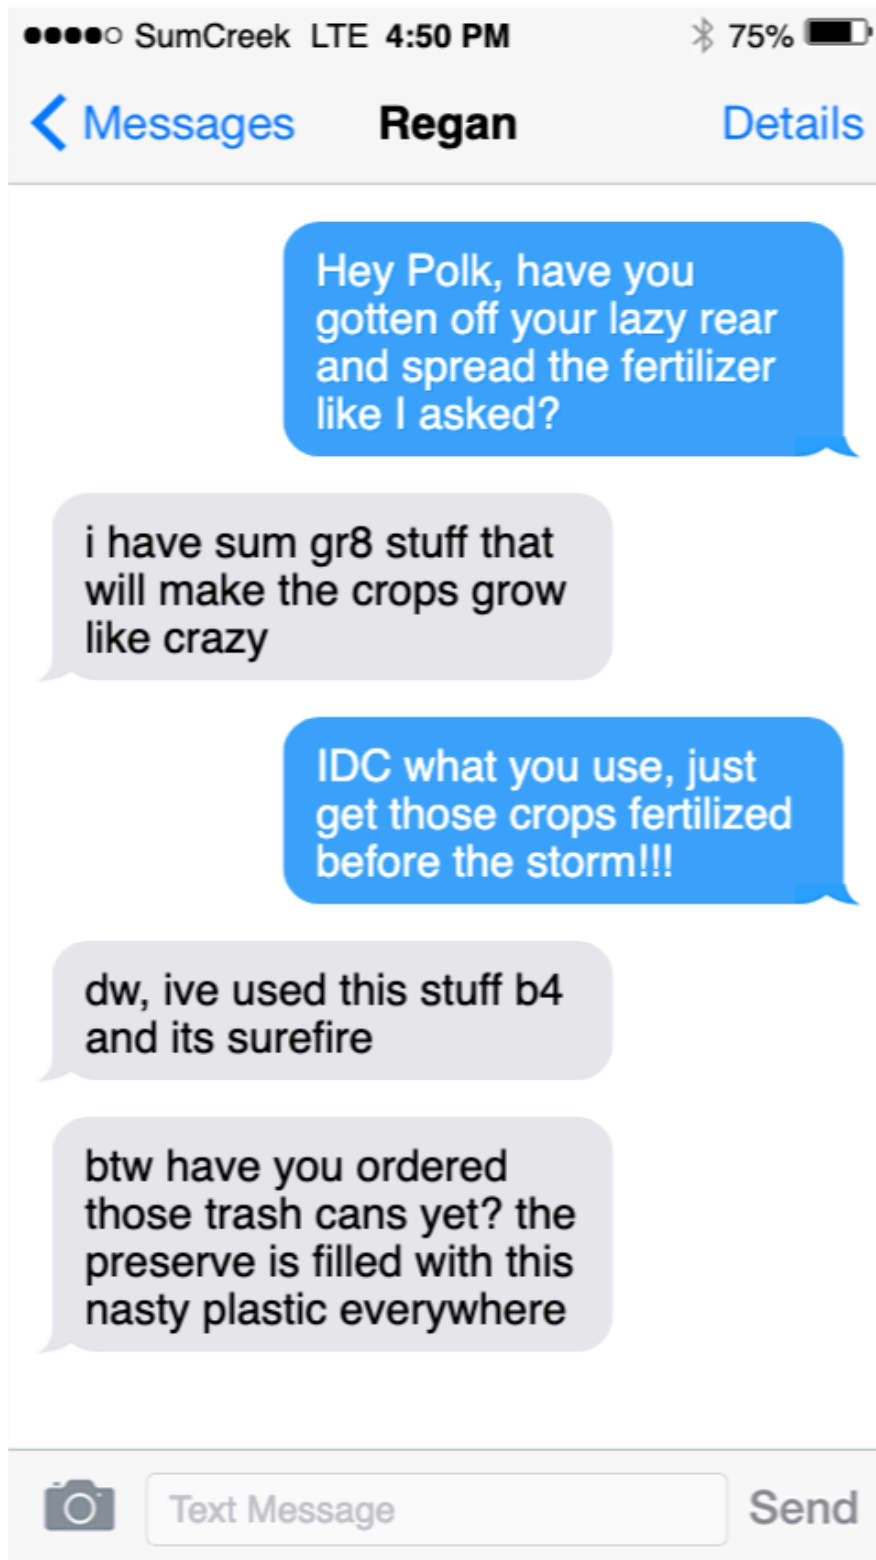 SumCreek LTE 4:50 PM 75%
Messages Regan Details
Hey Polk, have you
gotten off your lazy rear
and spread the fertilizer
like I asked?
i have sum gr8 stuff that
will make the crops grow
like crazy
IDC what you use, just
get those crops fertilized
before the storm!!!
dw, ive used this stuff b4
and its surefire
btw have you ordered
those trash cans yet? the
preserve is filled with this
nasty plastic everywhere
Text Message Send